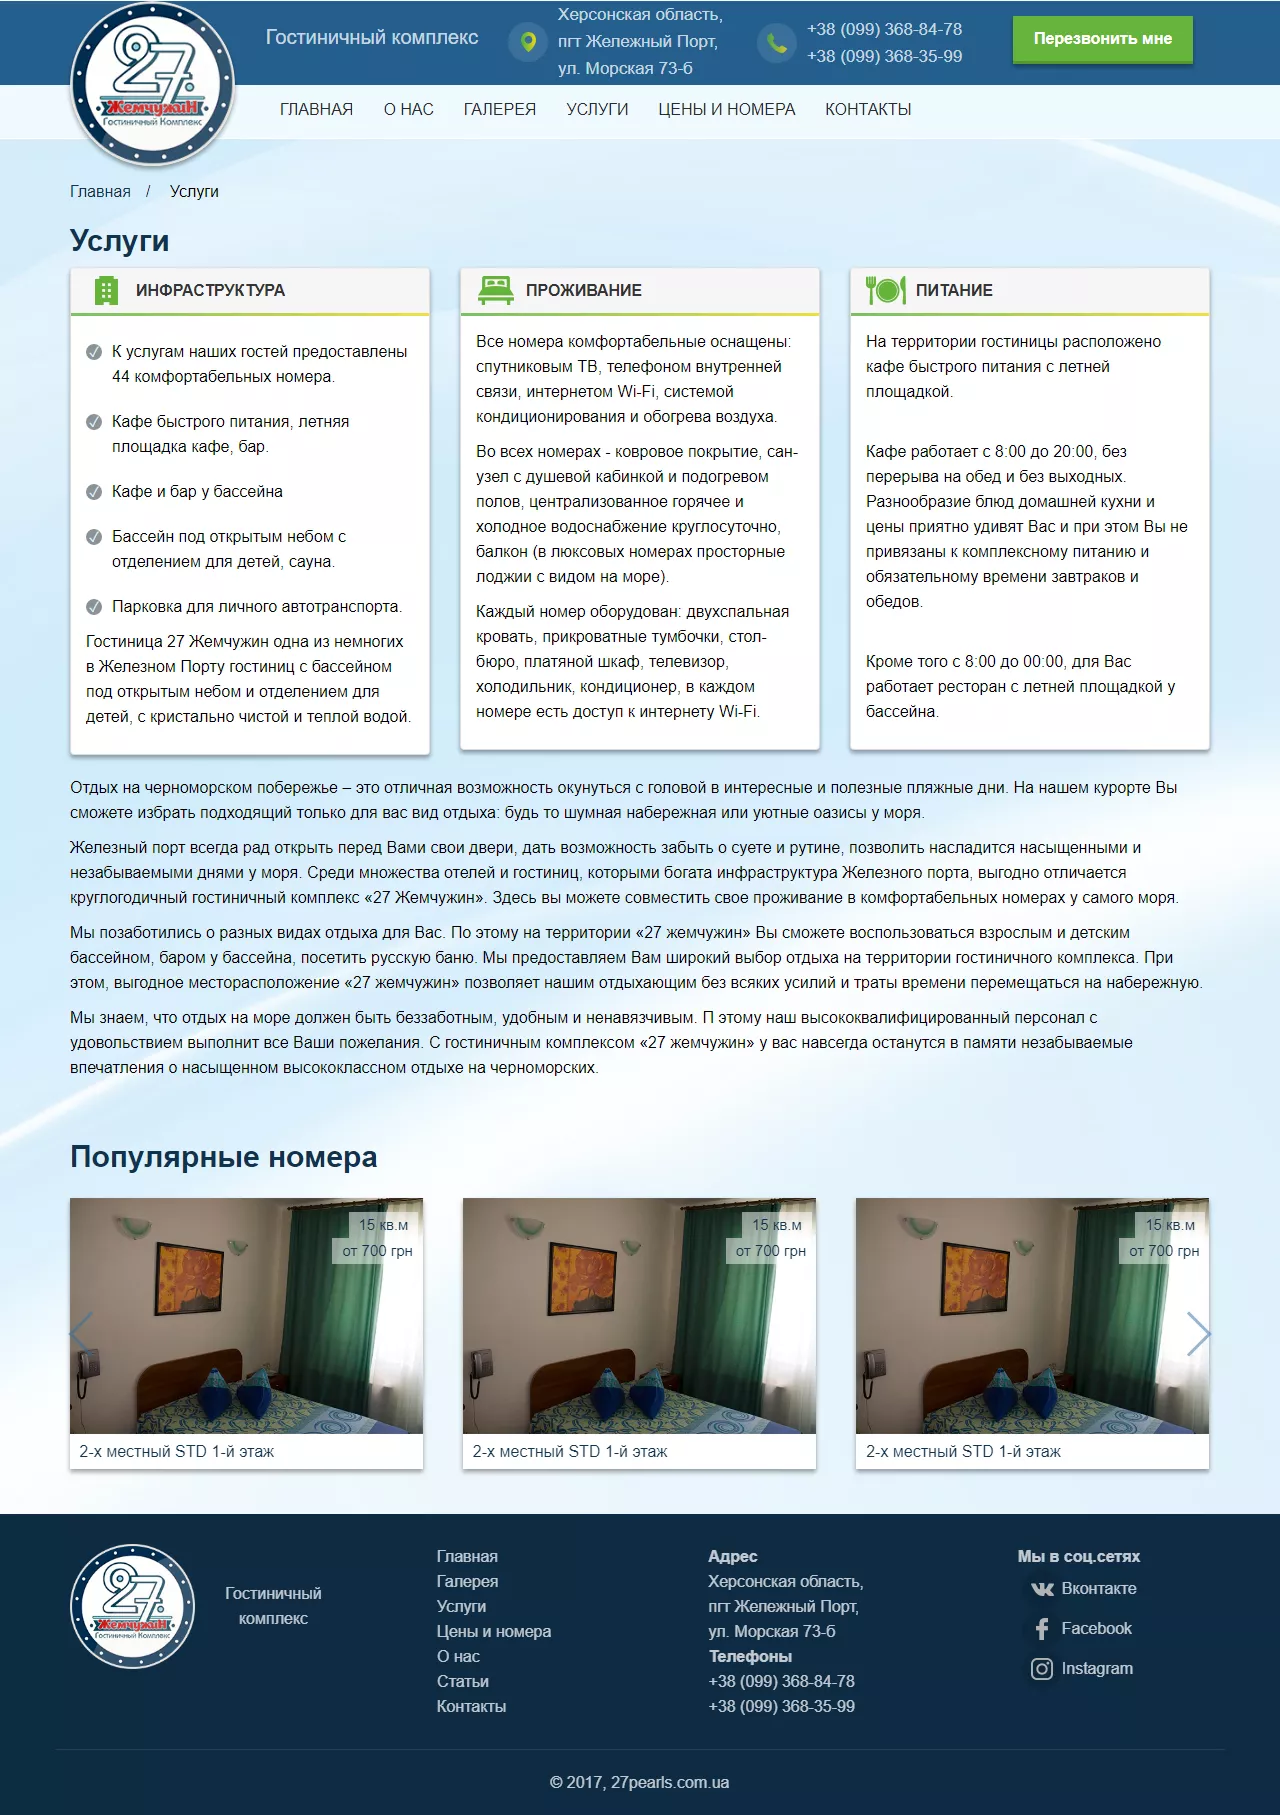 27
Жемчужин
Гостиничный Комплекс
Гостиничный комплекс
Херсонская область,
пгт Жележный Порт,
ул. Морская 73-б
+38 (099) 368-84-78
+38 (099) 368-35-99
Перезвонить мне
ГЛАВНАЯ О НАС ГАЛЕРЕЯ УСЛУГИ ЦЕНЫ И НОМЕРА КОНТАКТЫ
Главная / Услуги
Услуги
ИНФРАСТРУКТУРА
К услугам наших гостей предоставлены
44 комфортабельных номера.
Кафе быстрого питания, летняя
площадка кафе, бар.
Кафе и бар у бассейна
Бассейн под открытым небом с
отделением для детей, сауна.
Парковка для личного автотранспорта.
Гостиница 27 Жемчужин одна из немногих
в Железном Порту гостиниц с бассейном
под открытым небом и отделением для
детей, с кристально чистой и теплой водой.
ПРОЖИВАНИЕ
Все номера комфортабельные оснащены:
спутниковым ТВ, телефоном внутренней
связи, интернетом Wi-Fi, системой
кондиционирования и обогрева воздуха.
Во всех номерах - ковровое покрытие, сан-
узел с душевой кабинкой и подогревом
полов, централизованное горячее и
холодное водоснабжение круглосуточно,
балкон (в люксовых номерах просторные
лоджии с видом на море).
Каждый номер оборудован: двухспальная
кровать, прикроватные тумбочки, стол-
бюро, платяной шкаф, телевизор,
холодильник, кондиционер, в каждом
номере есть доступ к интернету Wi-Fi.
ПИТАНИЕ
На территории гостиницы расположено
кафе быстрого питания с летней
площадкой.
Кафе работает с 8:00 до 20:00, без
перерыва на обед и без выходных.
Разнообразие блюд домашней кухни и
цены приятно удивят Вас и при этом Вы не
привязаны к комплексному питанию и
обязательному времени завтраков и
обедов.
Кроме того с 8:00 до 00:00, для Вас
работает ресторан с летней площадкой у
бассейна.
Отдых на черноморском побережье – это отличная возможность окунуться с головой в интересные и полезные пляжные дни. На нашем курорте Вы
сможете избрать подходящий только для вас вид отдыха: будь то шумная набережная или уютные оазисы у моря.
Железный порт всегда рад открыть перед Вами свои двери, дать возможность забыть о суете и рутине, позволить насладится насыщенными и
незабываемыми днями у моря. Среди множества отелей и гостиниц, которыми богата инфраструктура Железного порта, выгодно отличается
круглогодичный гостиничный комплекс «27 Жемчужин». Здесь вы можете совместить свое проживание в комфортабельных номерах у самого моря.
Мы позаботились о разных видах отдыха для Вас. По этому на территории «27 жемчужин» Вы сможете воспользоваться взрослым и детским
бассейном, баром у бассейна, посетить русскую баню. Мы предоставляем Вам широкий выбор отдыха на территории гостиничного комплекса. При
этом, выгодное месторасположение «27 жемчужин» позволяет нашим отдыхающим без всяких усилий и траты времени перемещаться на набережную.
Мы знаем, что отдых на море должен быть беззаботным, удобным и ненавязчивым. П этому наш высококвалифицированный персонал с
удовольствием выполнит все Ваши пожелания. С гостиничным комплексом «27 жемчужин» у вас навсегда останутся в памяти незабываемые
впечатления о насыщенном высококлассном отдыхе на черноморских.
Популярные номера
15 кв.м
от 700 грн
2-х местный STD 1-й этаж
15 кв.м
от 700 грн
2-х местный STD 1-й этаж
15 кв.м
от 700 грн
2-х местный STD 1-й этаж
27
Жемчужин
Гостиничный Комплекс
Гостиничный
комплекс
Главная
Галерея
Услуги
Цены и номера
О нас
Статьи
Контакты
Адрес
Херсонская область,
пгт Жележный Порт,
ул. Морская 73-б
Телефоны
+38 (099) 368-84-78
+38 (099) 368-35-99
Мы в соц.сетях
Вконтакте
Facebook
Instagram
© 2017, 27pearls.com.ua